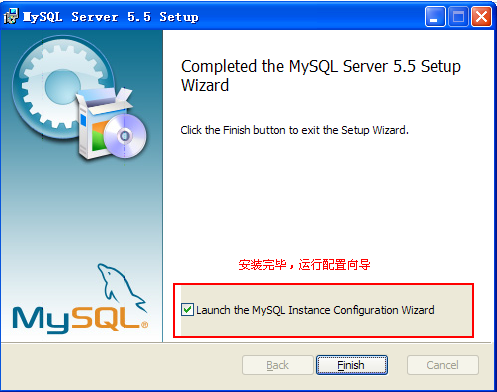 MySQL Server 5.5 Setup
Completed the MySQL Server 5.5 Setup
Wizard
Click the Finish button to exit the Setup Wizard.
安装完毕，运行配置向导
Launch the MySQL Instance Configuration Wizard
MySQL®
Back
Finish
Cancel